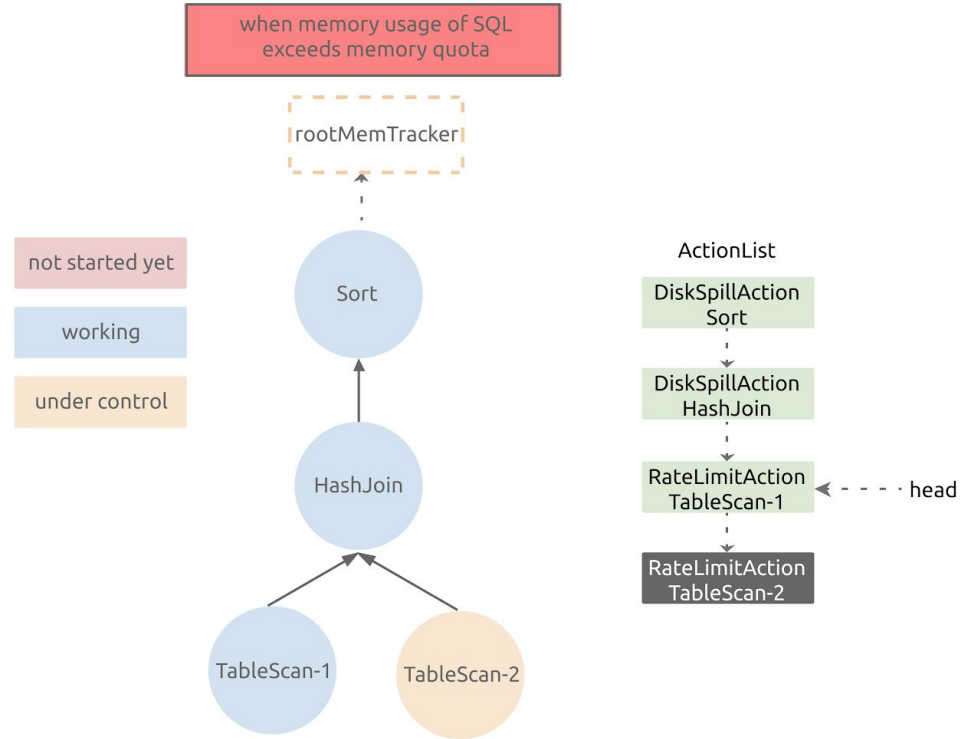 when memory usage of SQL
exceeds memory quota
rootMemTracker
not started yet
working
under control
Sort
HashJoin
TableScan-1
TableScan-2
ActionList
DiskSpillAction
Sort
DiskSpillAction
HashJoin
RateLimitAction
TableScan-1
head
RateLimitAction
TableScan-2